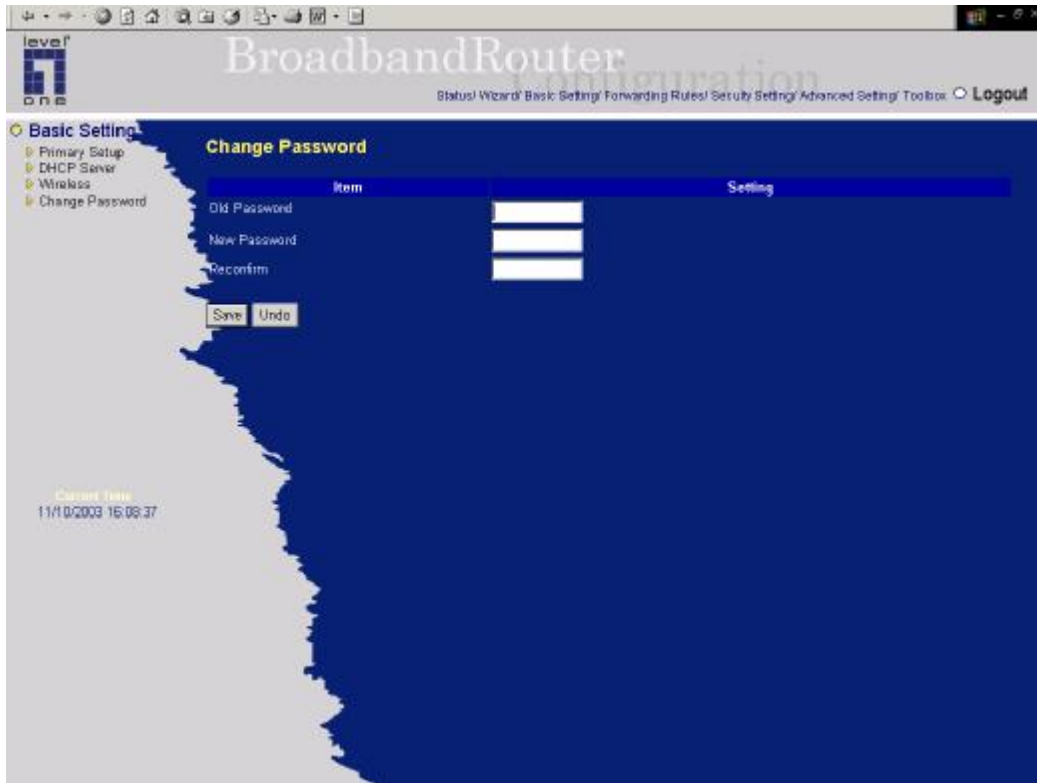 level
one
BroadbandRouter
Configuration
Status/ Wizard/ Basic Setting/ Forwarding Rules/ Security Setting/ Advanced Setting/ Toolbox Logout
Basic Setting
Primary Setup
DHCP Server
Wireless
Change Password
Change Password
Item Setting
Old Password
New Password
Reconfirm
Save Undo
Current Time
11/10/2003 16:08:37